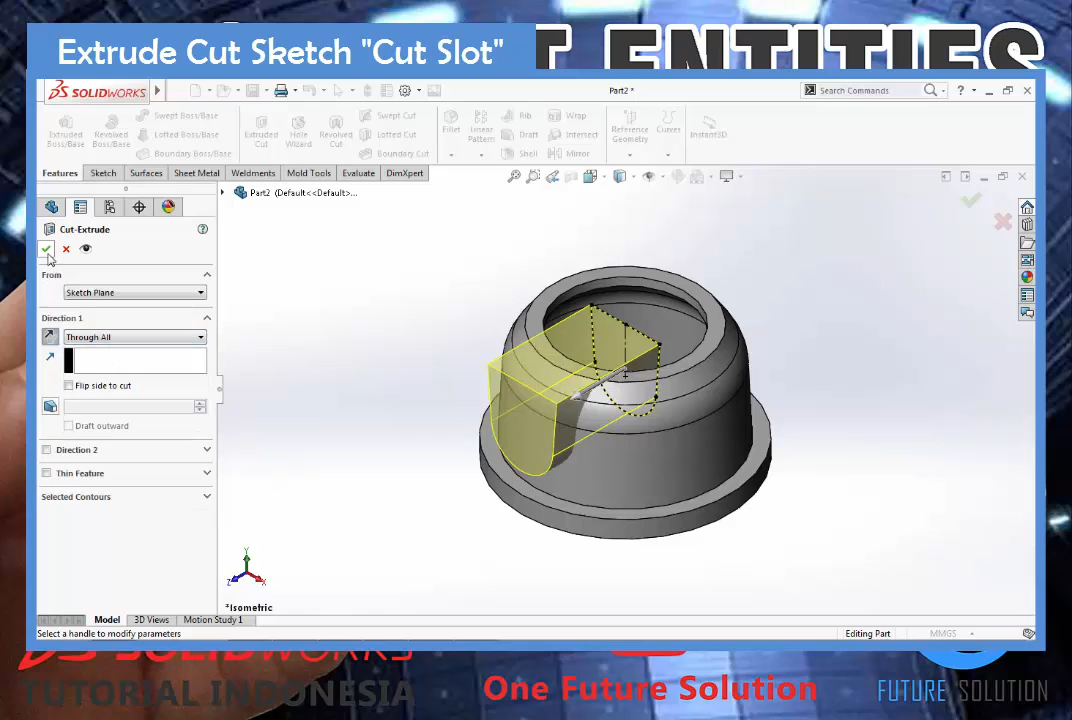 T ENTITIES
Extrude Cut Sketch "Cut Slot"
SOLIDWORKS
Part2 *
Search Commands
Extruded Boss/Base
Revolved Boss/Base
Swept Boss/Base
Lofted Boss/Base
Boundary Boss/Base
Extruded Cut
Hole Wizard
Revolved Cut
Swept Cut
Lofted Cut
Boundary Cut
Fillet
Linear Pattern
Rib
Draft
Shell
Wrap
Intersect
Mirror
Reference Geometry
Curves
Instant3D
Features
Sketch
Surfaces
Sheet Metal
Weldments
Mold Tools
Evaluate
DimXpert
Part2 (Default<<Default>...
Cut-Extrude
From
Sketch Plane
Direction 1
Through All
Flip side to cut
Draft outward
Direction 2
Thin Feature
Selected Contours
Y
Z
X
*Isometric
Model
3D Views
Motion Study 1
Select a handle to modify parameters
Editing Part
MMGS
SOLIDWORKS
TUTORIAL INDONESIA
One Future Solution
FUTURE SOLUTION